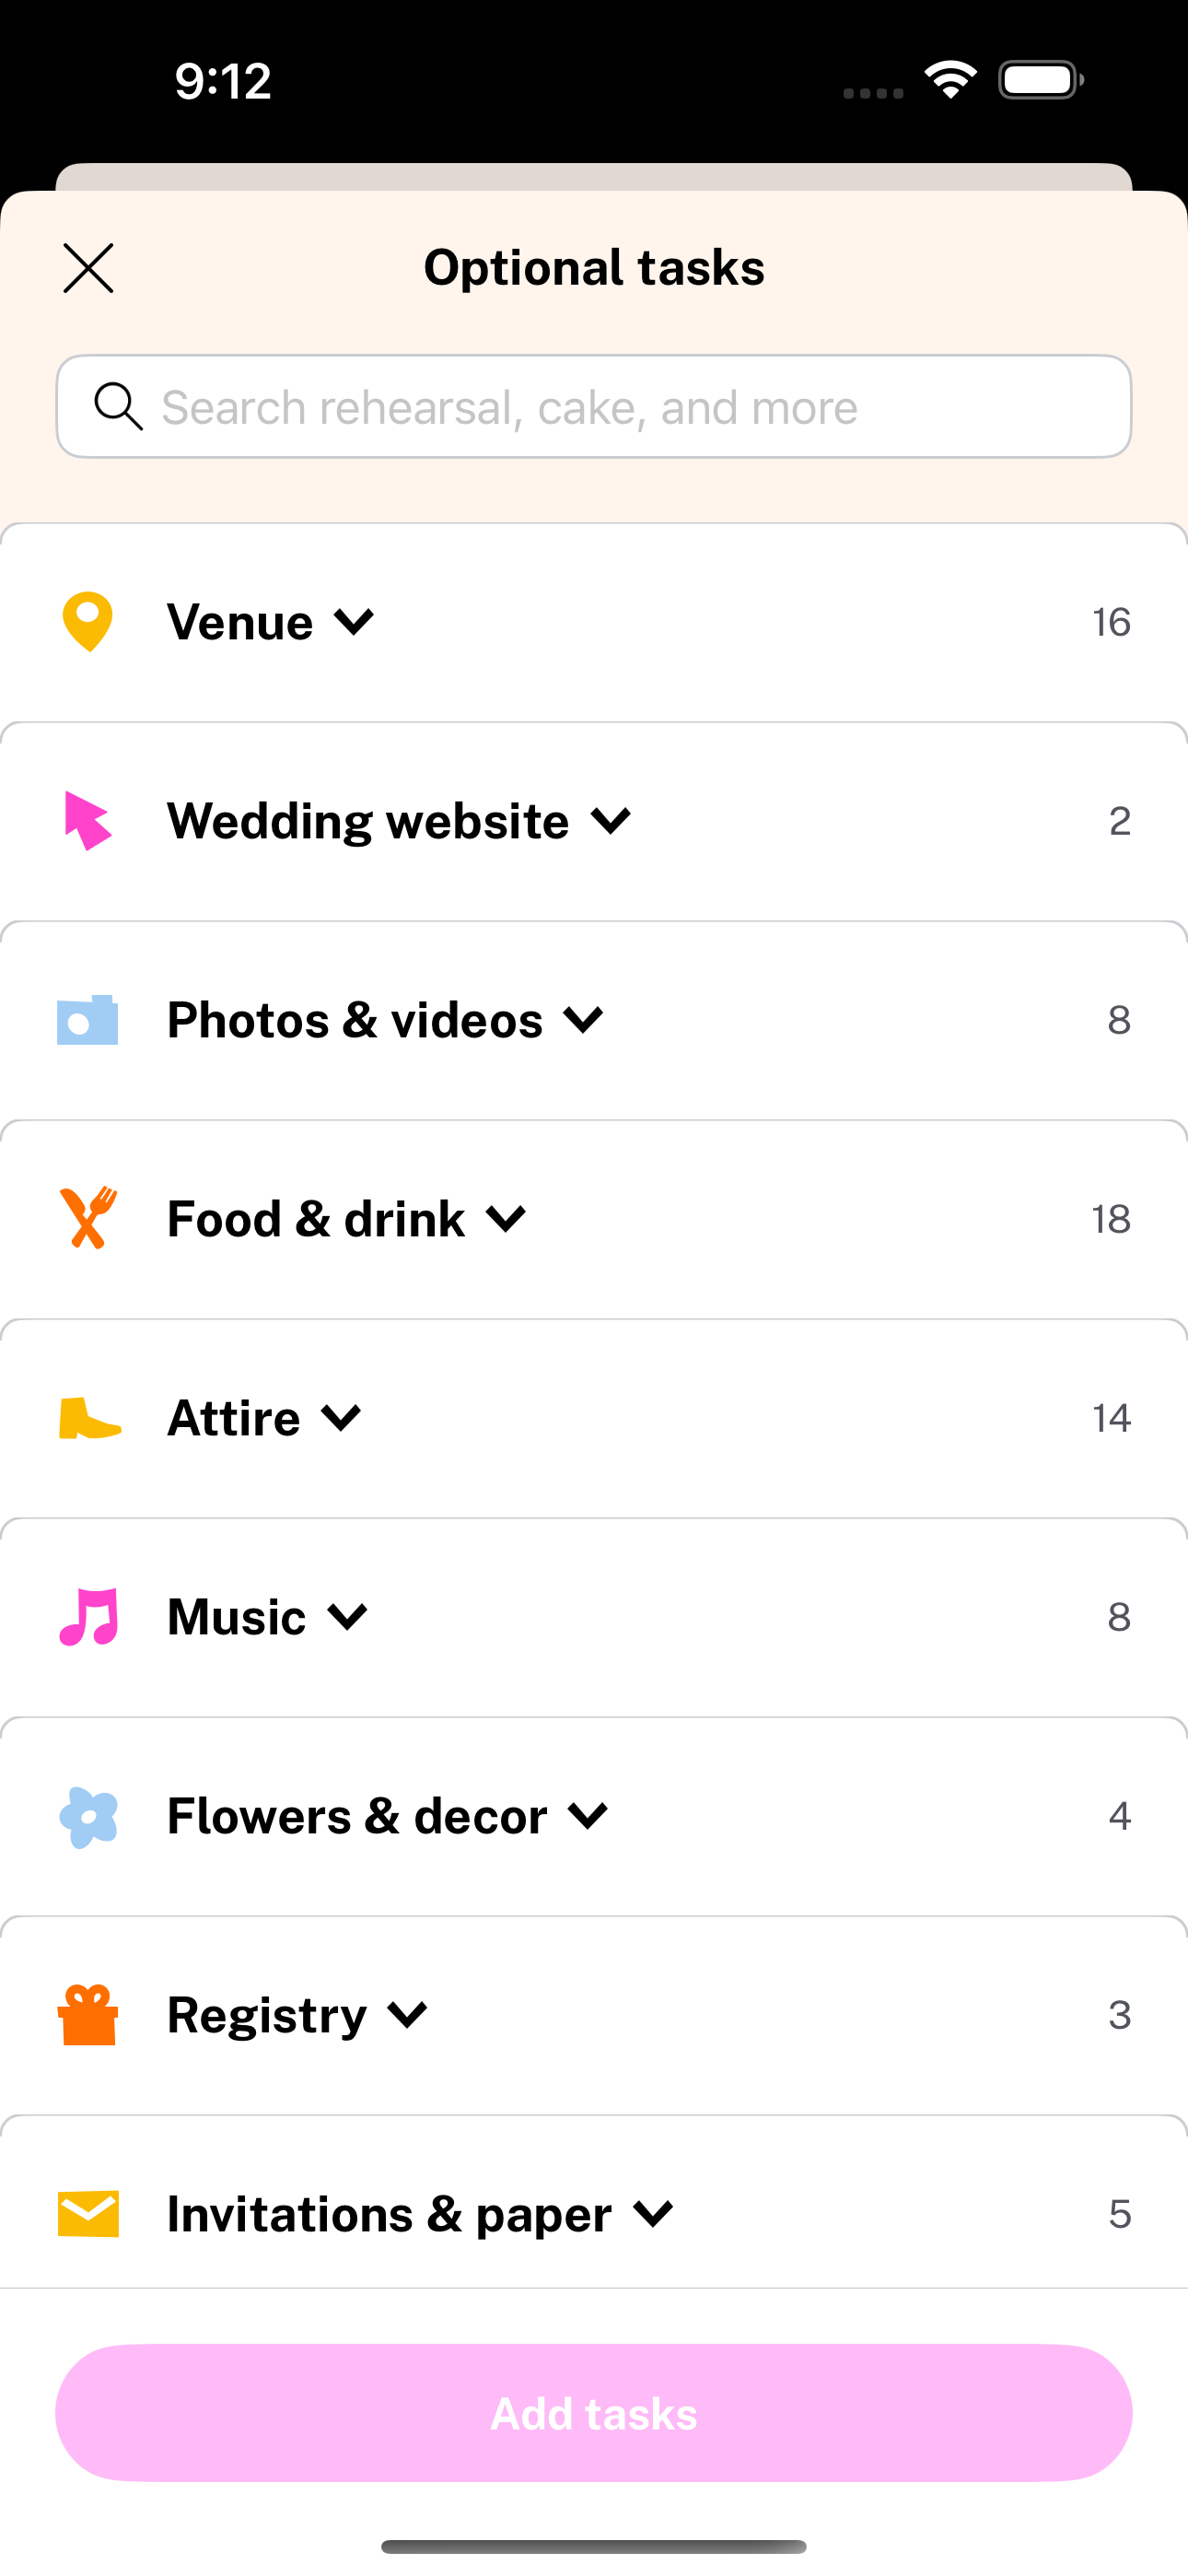 9:12
Optional tasks
Search rehearsal, cake, and more
Venue 16
Wedding website 2
Photos & videos 8
Food & drink 18
Attire 14
Music 8
Flowers & decor 4
Registry 3
Invitations & paper 5
Add tasks